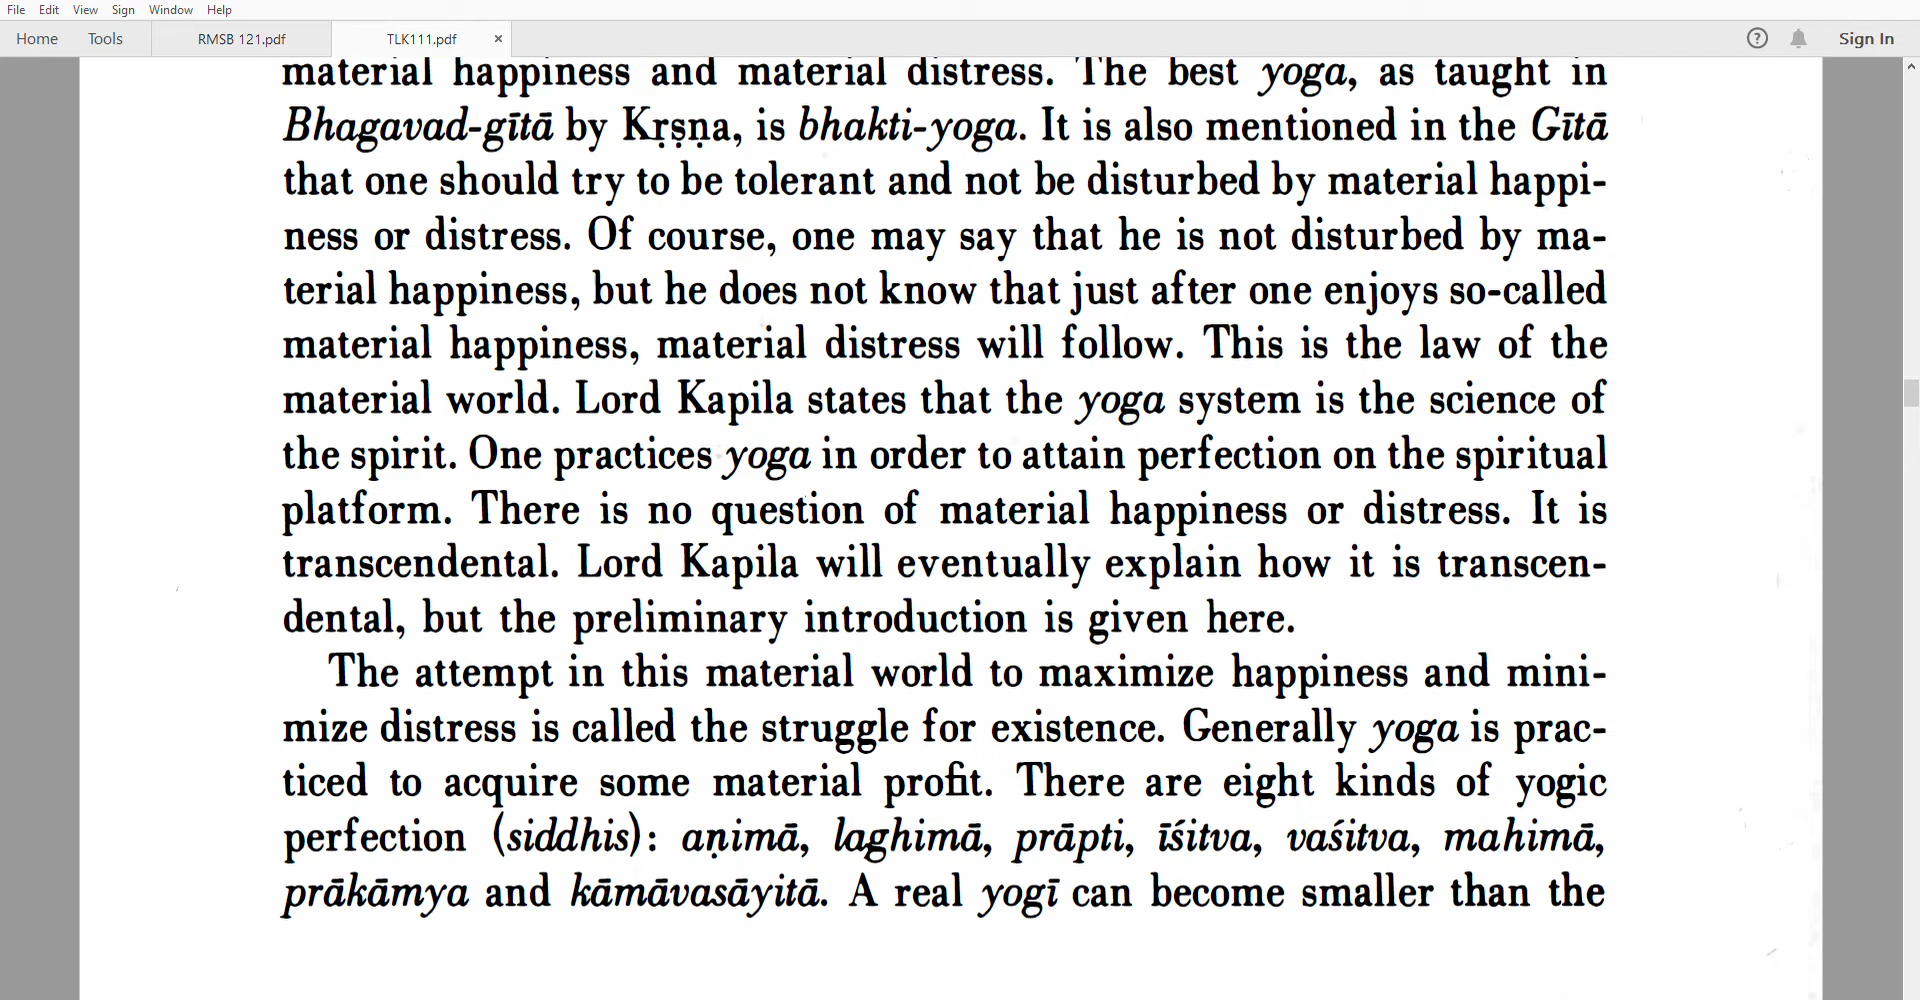 File Edit View Sign Window Help
Home Tools RMSB 121.pdf TLK111.pdf × ? Sign In
material happiness and material distress. The best yoga, as taught in
Bhagavad-gītā by Kṛṣṇa, is bhakti-yoga. It is also mentioned in the Gītā
that one should try to be tolerant and not be disturbed by material happi-
ness or distress. Of course, one may say that he is not disturbed by ma-
terial happiness, but he does not know that just after one enjoys so-called
material happiness, material distress will follow. This is the law of the
material world. Lord Kapila states that the yoga system is the science of
the spirit. One practices yoga in order to attain perfection on the spiritual
platform. There is no question of material happiness or distress. It is
transcendental. Lord Kapila will eventually explain how it is transcen-
dental, but the preliminary introduction is given here.
The attempt in this material world to maximize happiness and mini-
mize distress is called the struggle for existence. Generally yoga is prac-
ticed to acquire some material profit. There are eight kinds of yogic
perfection (siddhis): aṇimā, laghimā, prāpti, īśitva, vaśitva, mahimā,
prākāmya and kāmāvasāyitā. A real yogī can become smaller than the